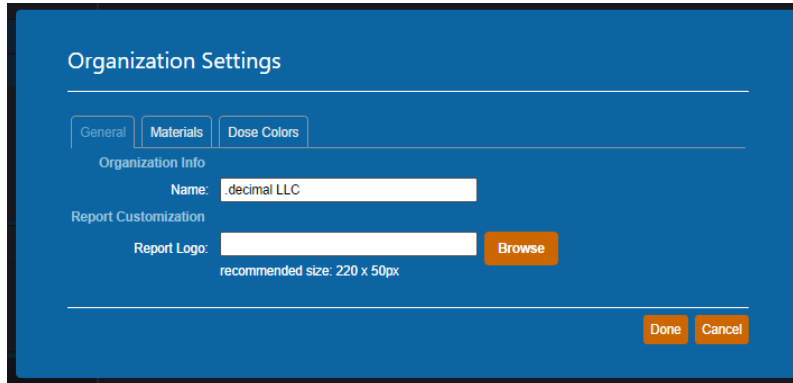 Organization Settings
General Materials Dose Colors
Organization Info
Name: .decimal LLC
Report Customization
Report Logo: Browse
recommended size: 220 x 50px
Done Cancel